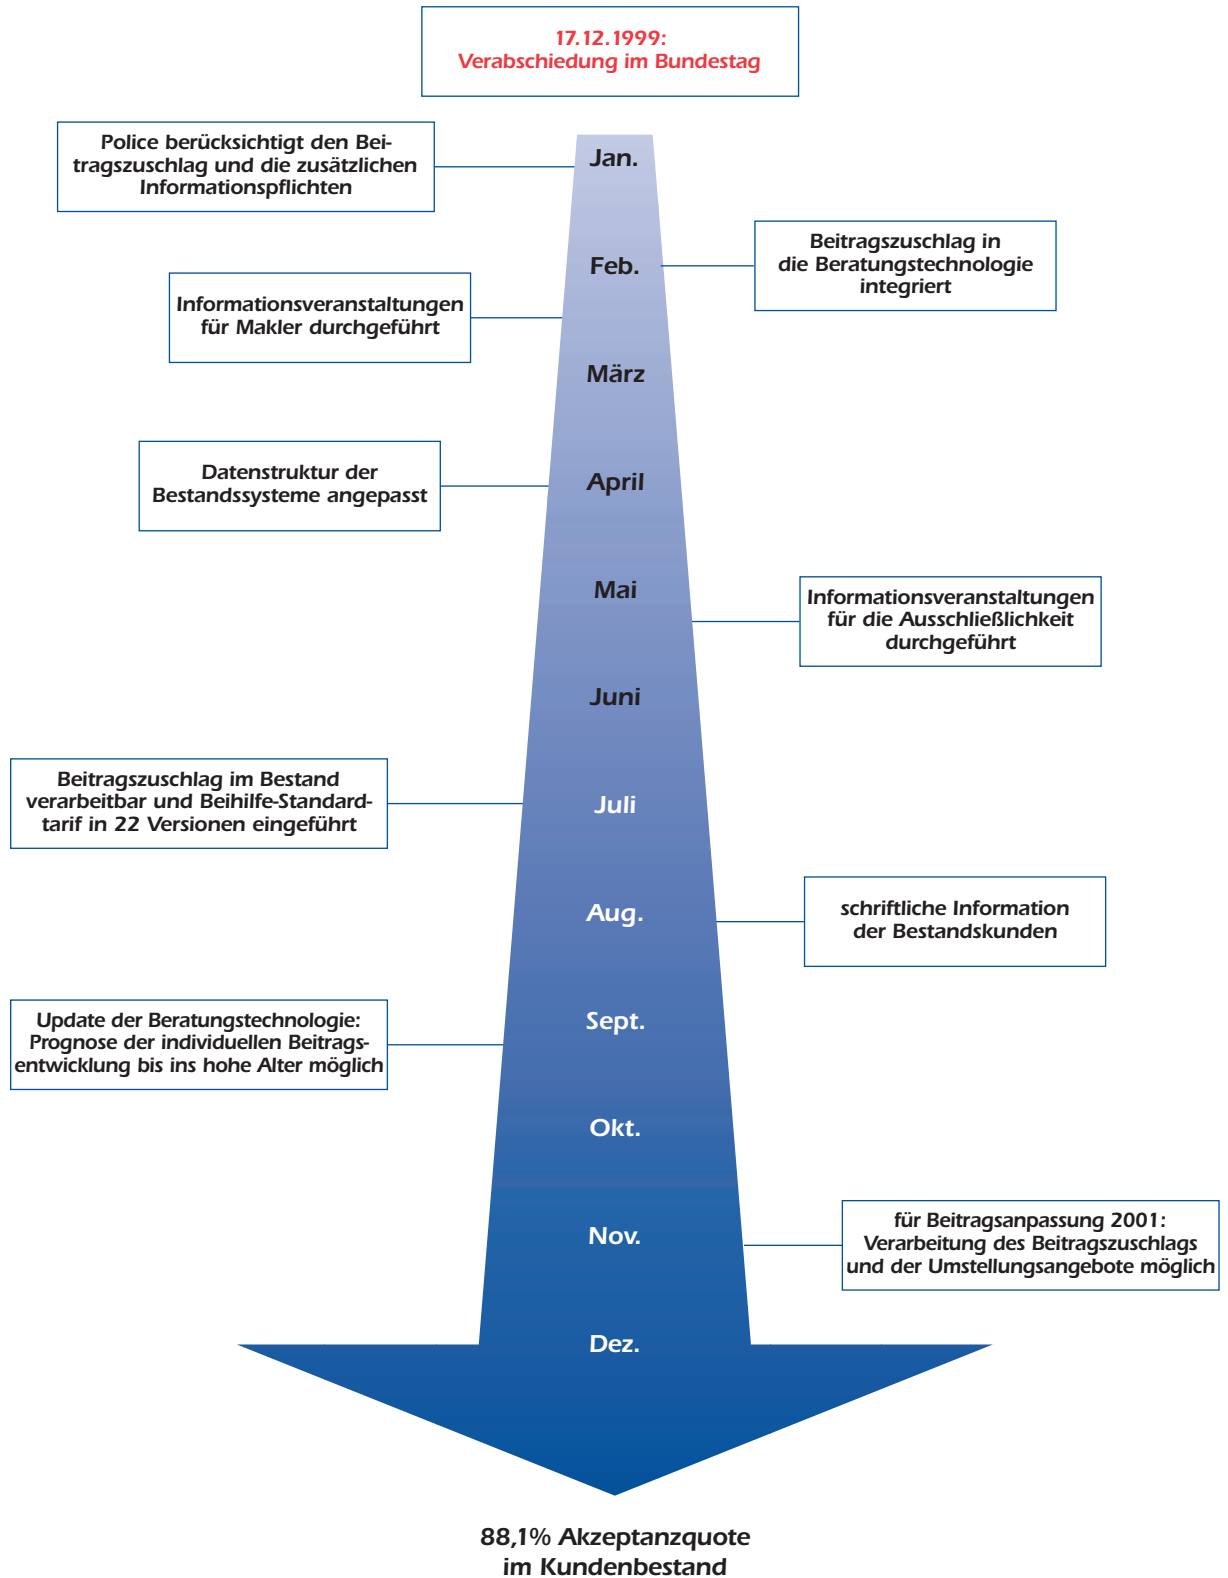 17.12.1999:
Verabschiedung im Bundestag
Police berücksichtigt den Bei-
tragszuschlag und die zusätzlichen
Informationspflichten
Jan.
Beitragszuschlag in
die Beratungstechnologie
integriert
Feb.
Informationsveranstaltungen
für Makler durchgeführt
März
Datenstruktur der
Bestandssysteme angepasst
April
Mai
Informationsveranstaltungen
für die Ausschließlichkeit
durchgeführt
Juni
Beitragszuschlag im Bestand
verarbeitbar und Beihilfe-Standard-
tarif in 22 Versionen eingeführt
Juli
Aug.
schriftliche Information
der Bestandskunden
Update der Beratungstechnologie:
Prognose der individuellen Beitrags-
entwicklung bis ins hohe Alter möglich
Sept.
Okt.
Nov.
für Beitragsanpassung 2001:
Verarbeitung des Beitragszuschlags
und der Umstellungsangebote möglich
Dez.
88,1% Akzeptanzquote
im Kundenbestand